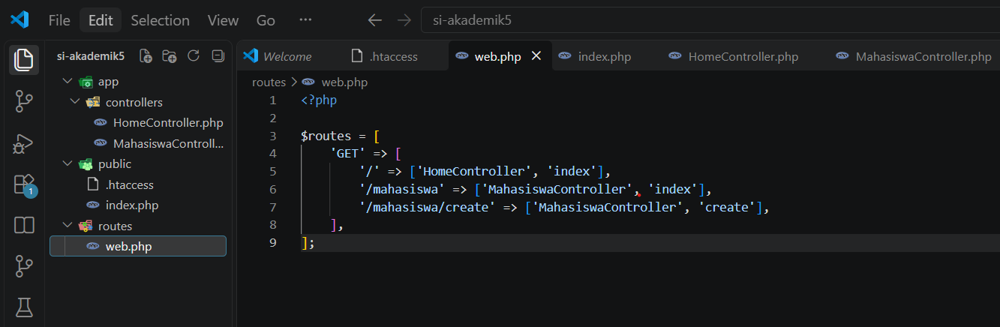 File Edit Selection View Go ··· si-akademik5
si-akademik5
app
controllers
HomeController.php
MahasiswaControll...
public
.htaccess
index.php
routes
web.php
1
Welcome .htaccess web.php index.php HomeController.php MahasiswaController.php
routes > web.php
1 <?php
2
3 $routes = [
4     'GET' => [
5         '/' => ['HomeController', 'index'],
6         '/mahasiswa' => ['MahasiswaController', 'index'],
7         '/mahasiswa/create' => ['MahasiswaController', 'create'],
8     ],
9 ];